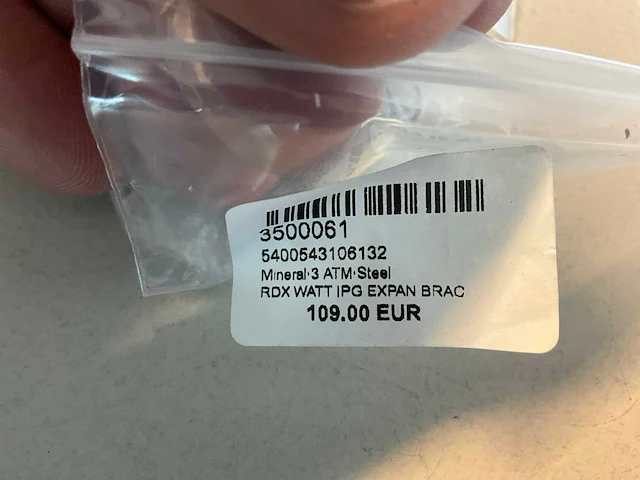 3500061
5400543106132
Mineral 3 ATM Steel
RDX WATT IPG EXPAN BRAC
109.00 EUR